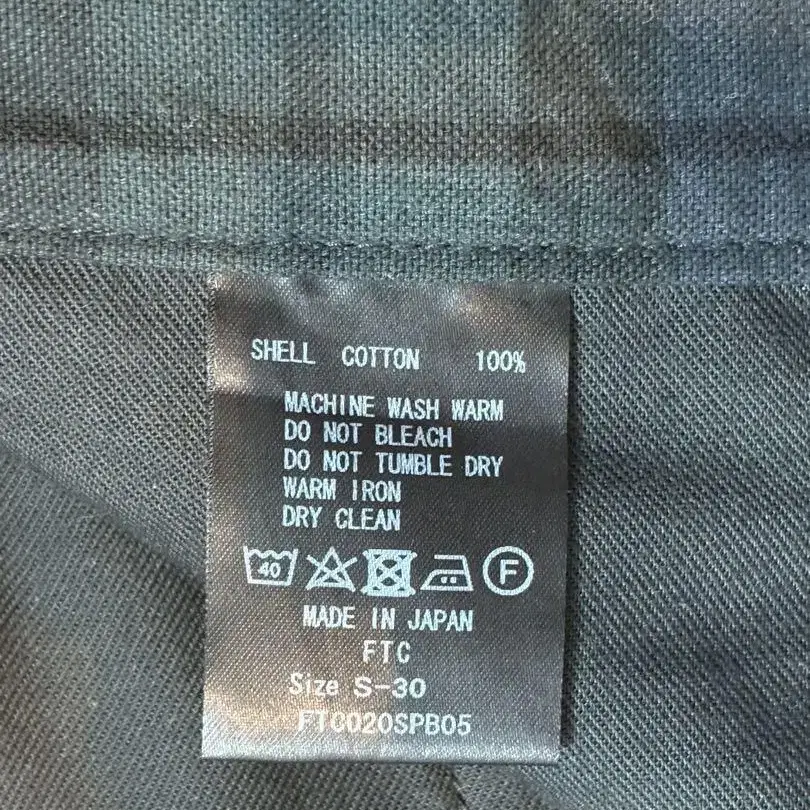 SHELL COTTON 100%
MACHINE WASH WARM
DO NOT BLEACH
DO NOT TUMBLE DRY
WARM IRON
DRY CLEAN
40 F
MADE IN JAPAN
FTC
Size S-30
FTC020SPB05